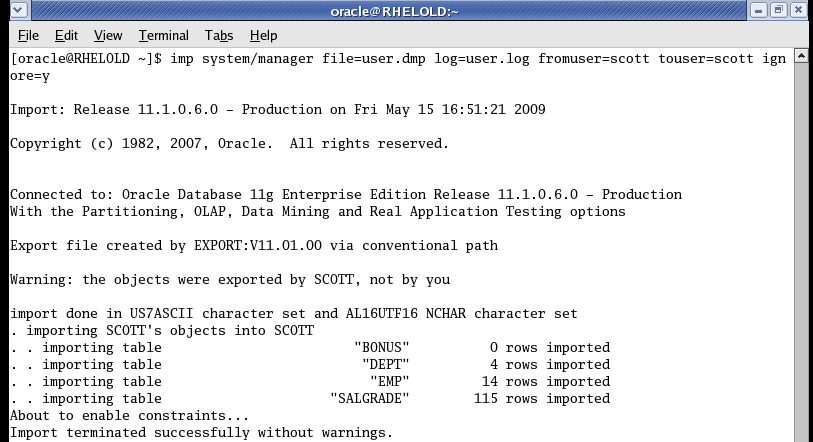 oracle@RHELOLD:~
File Edit View Terminal Tabs Help
[oracle@RHELOLD ~]$ imp system/manager file=user.dmp log=user.log fromuser=scott touser=scott ign
ore=y
Import: Release 11.1.0.6.0 - Production on Fri May 15 16:51:21 2009
Copyright (c) 1982, 2007, Oracle.  All rights reserved.
Connected to: Oracle Database 11g Enterprise Edition Release 11.1.0.6.0 - Production
With the Partitioning, OLAP, Data Mining and Real Application Testing options
Export file created by EXPORT:V11.01.00 via conventional path
Warning: the objects were exported by SCOTT, not by you
import done in US7ASCII character set and AL16UTF16 NCHAR character set
. importing SCOTT's objects into SCOTT
. . importing table                        "BONUS"          0 rows imported
. . importing table                         "DEPT"          4 rows imported
. . importing table                          "EMP"         14 rows imported
. . importing table                     "SALGRADE"        115 rows imported
About to enable constraints...
Import terminated successfully without warnings.